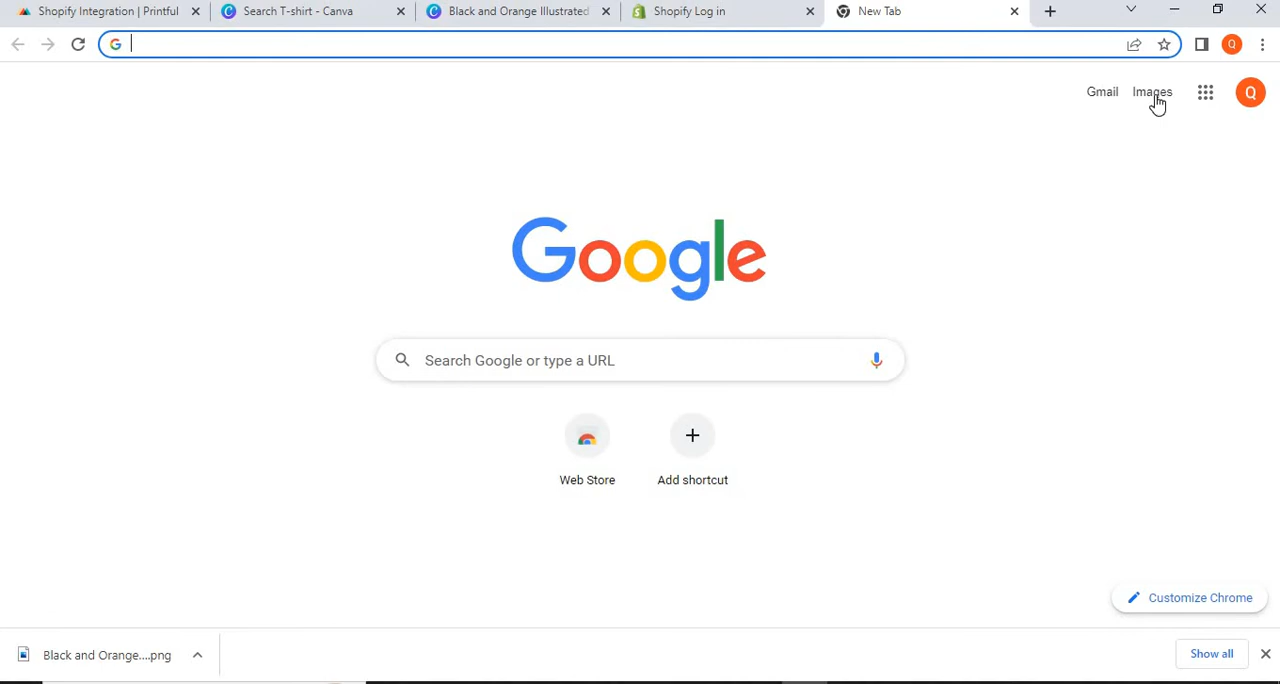 Shopify Integration | Printful
Search T-shirt - Canva
Black and Orange Illustrated
Shopify Log in
New Tab
G
Q
Gmail Images
Q
Google
Search Google or type a URL
Web Store
Add shortcut
Customize Chrome
Black and Orange....png
Show all